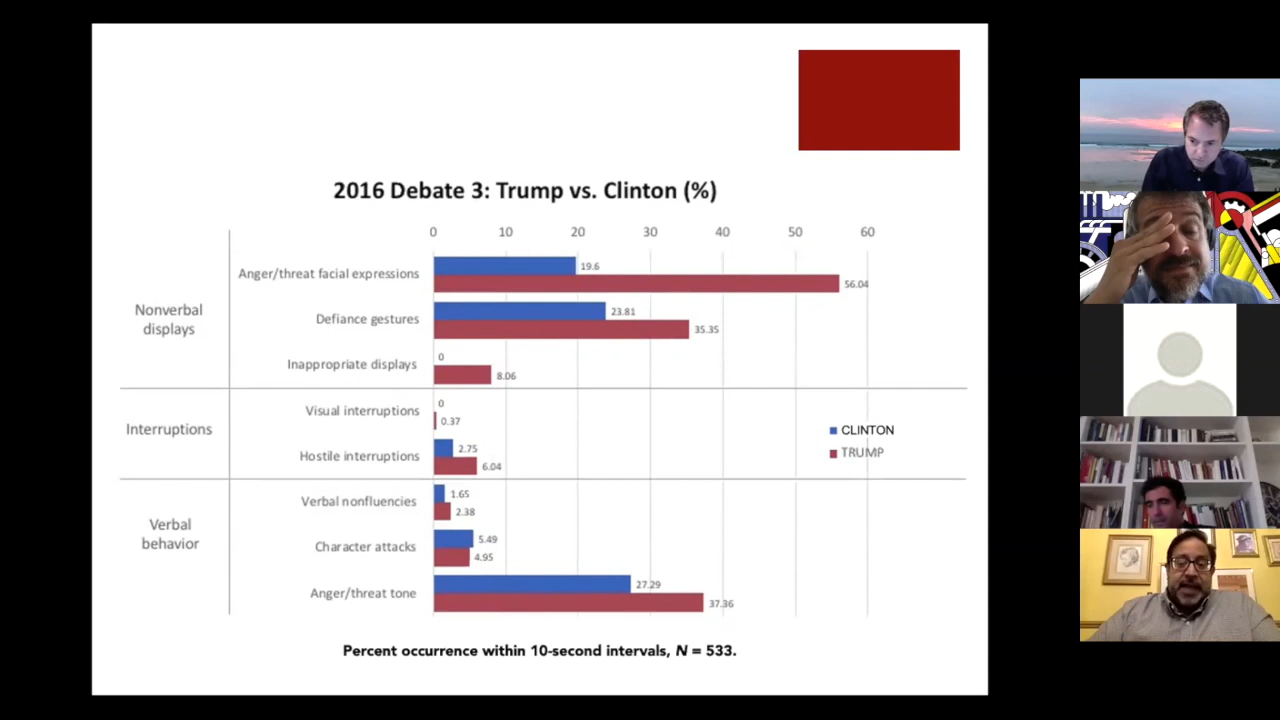 2016 Debate 3: Trump vs. Clinton (%)
0 10 20 30 40 50 60
Nonverbal displays
Anger/threat facial expressions 19.6 56.04
Defiance gestures 23.81 35.35
Inappropriate displays 0 8.06
Interruptions
Visual interruptions 0 0.37
Hostile interruptions 2.75 6.04
CLINTON
TRUMP
Verbal behavior
Verbal nonfluencies 1.65 2.38
Character attacks 5.49 4.95
Anger/threat tone 27.29 37.36
Percent occurrence within 10-second intervals, N = 533.